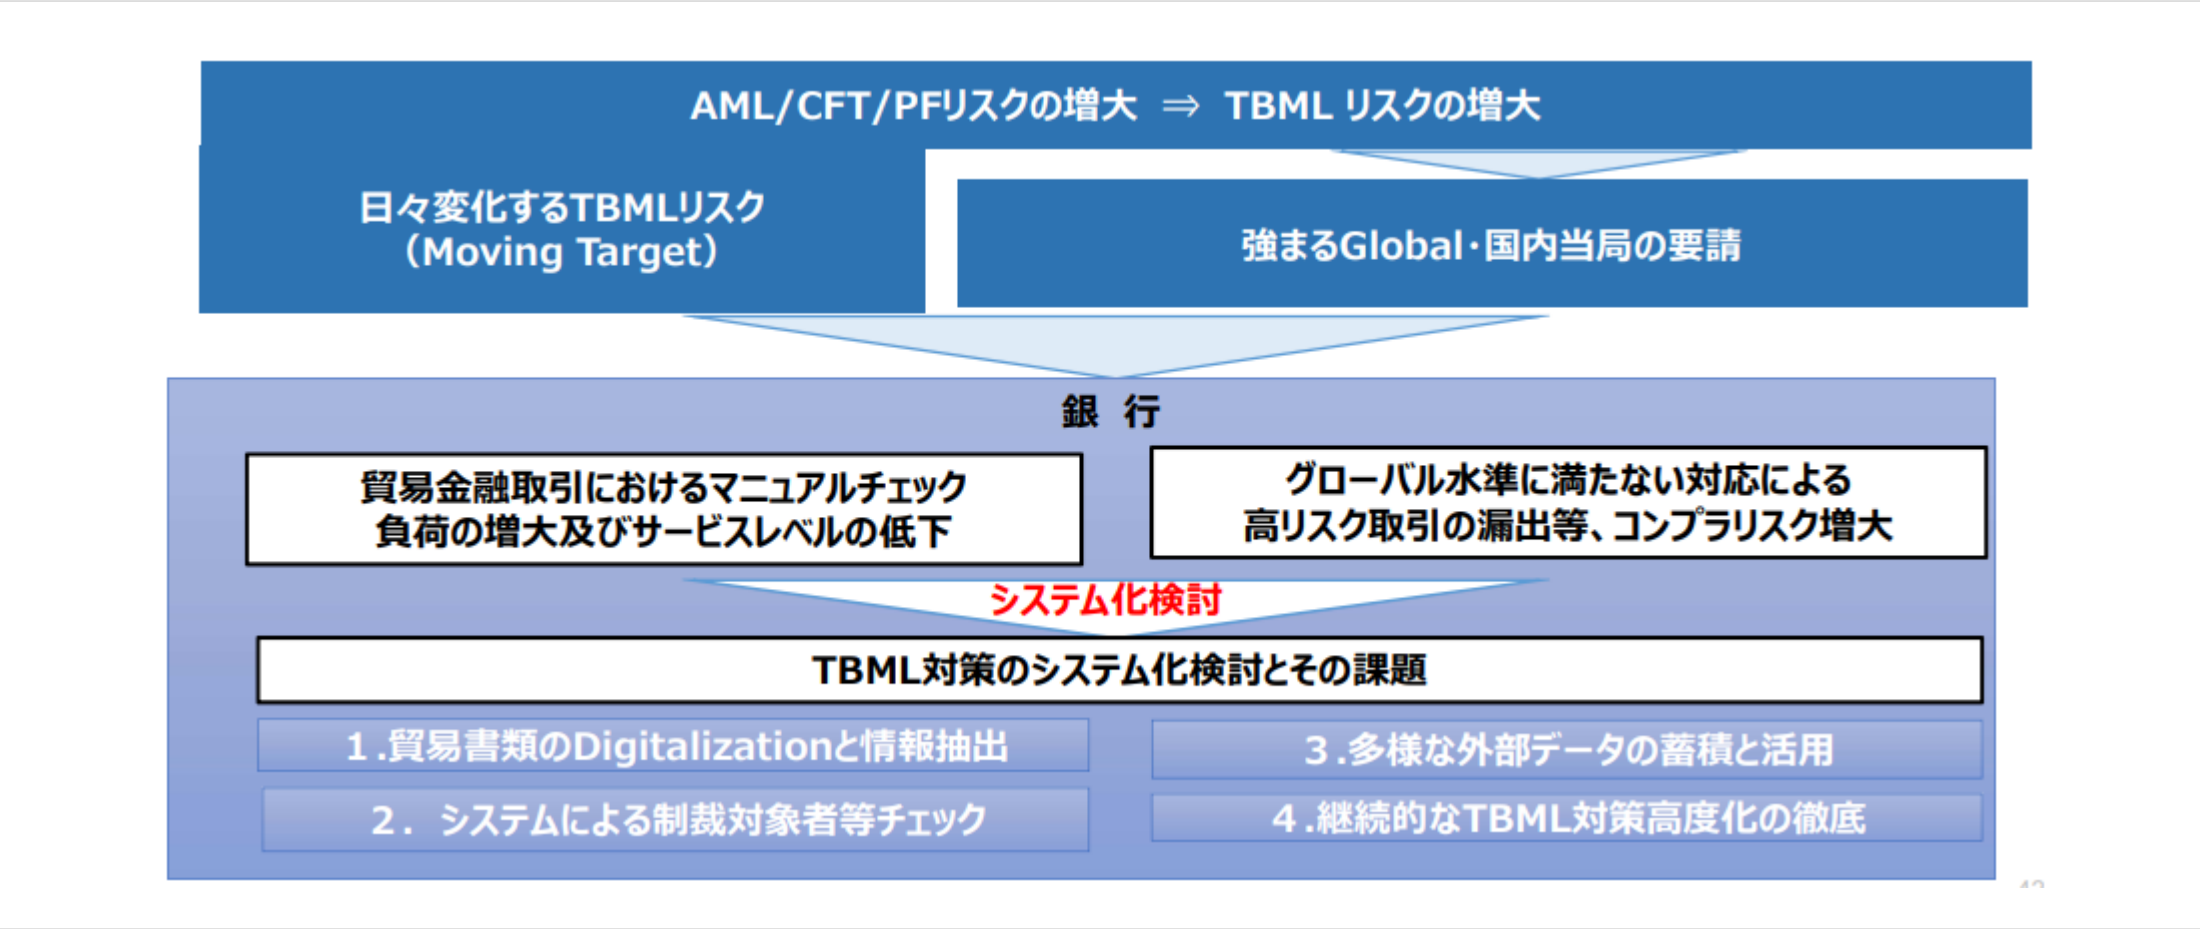 AML/CFT/PFリスクの増大 ⇒ TBML リスクの増大
日々変化するTBMLリスク
（Moving Target）
強まるGlobal・国内当局の要請
銀 行
貿易金融取引におけるマニュアルチェック
負荷の増大及びサービスレベルの低下
グローバル水準に満たない対応による
高リスク取引の漏出等、コンプラリスク増大
システム化検討
TBML対策のシステム化検討とその課題
１.貿易書類のDigitalizationと情報抽出
２．システムによる制裁対象者等チェック
３.多様な外部データの蓄積と活用
４.継続的なTBML対策高度化の徹底